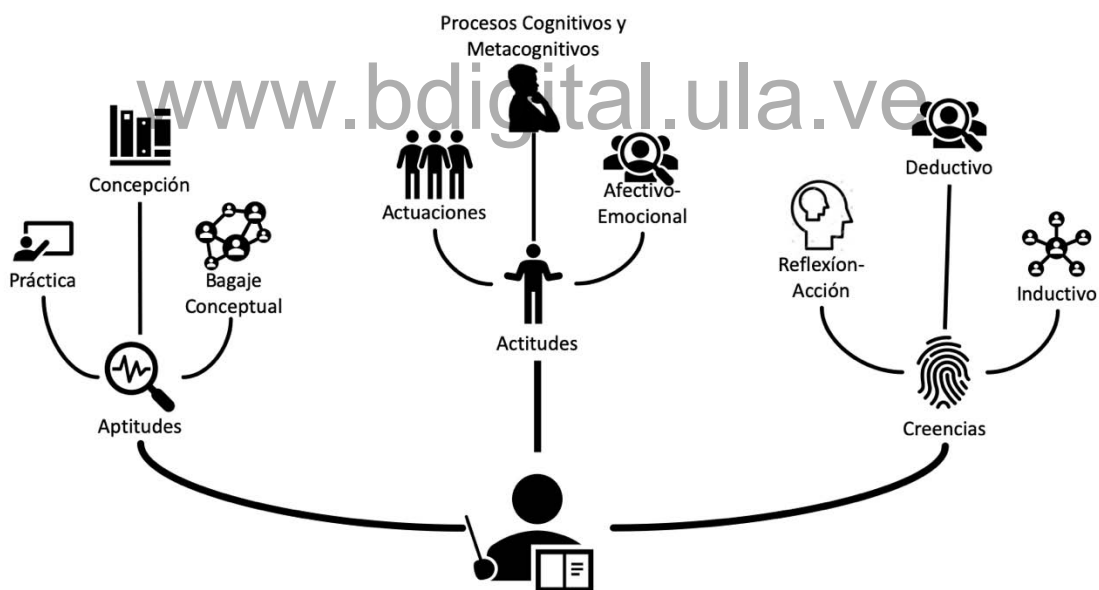 Procesos Cognitivos y
Metacognitivos
www.bdigital.ula.ve
Concepción
Práctica
Bagaje
Conceptual
Aptitudes
Actuaciones
Afectivo-
Emocional
Actitudes
Deductivo
Reflexíon-
Acción
Inductivo
Creencias